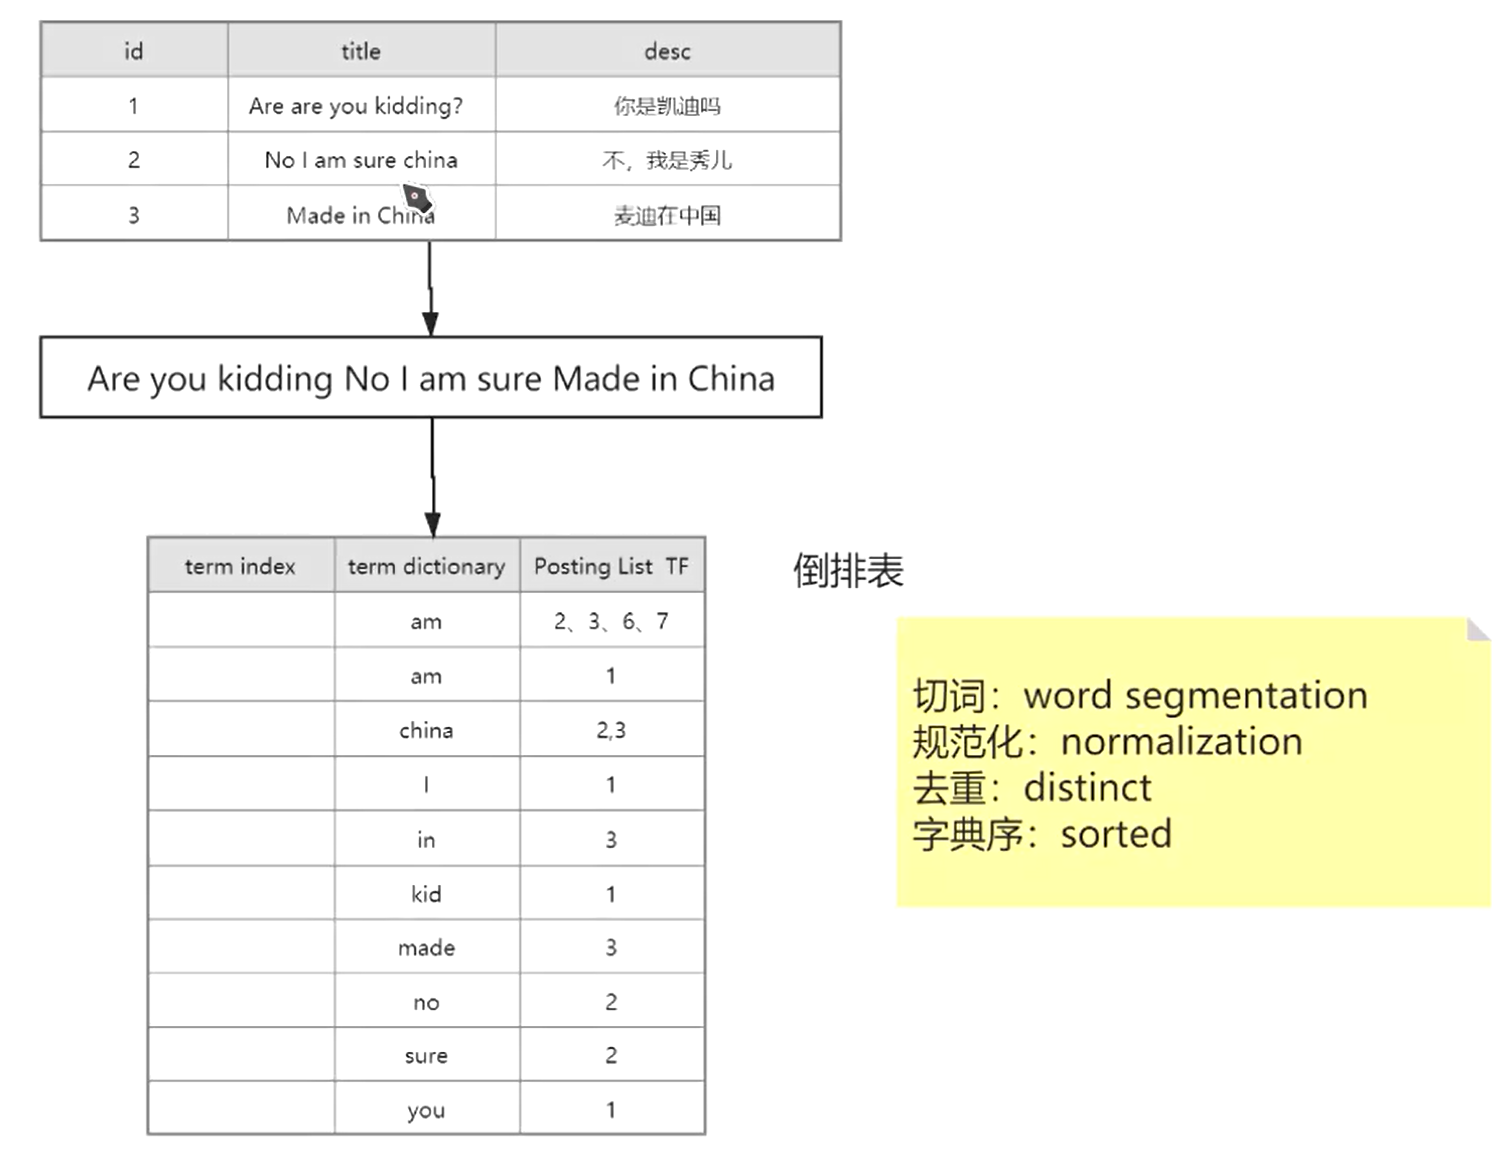 id title desc
1 Are are you kidding? 你是凯迪吗
2 No I am sure china 不，我是秀儿
3 Made in China 麦迪在中国
Are you kidding No I am sure Made in China
term index term dictionary Posting List TF
倒排表
am 2、3、6、7
am 1
china 2,3
I 1
in 3
kid 1
made 3
no 2
sure 2
you 1
切词：word segmentation
规范化：normalization
去重：distinct
字典序：sorted